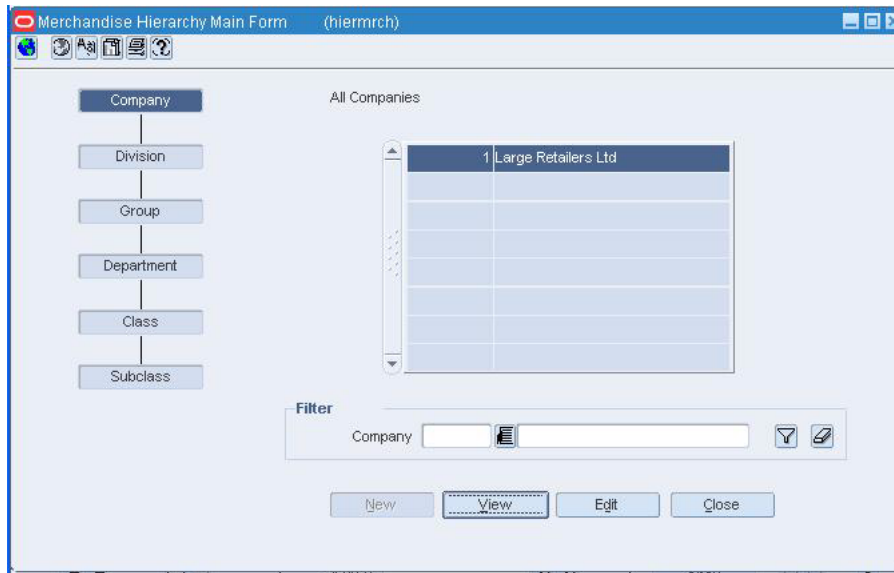 Merchandise Hierarchy Main Form (hiermrch)
Company
All Companies
1 Large Retailers Ltd
Division
Group
Department
Class
Subclass
Filter
Company
New View Edit Close